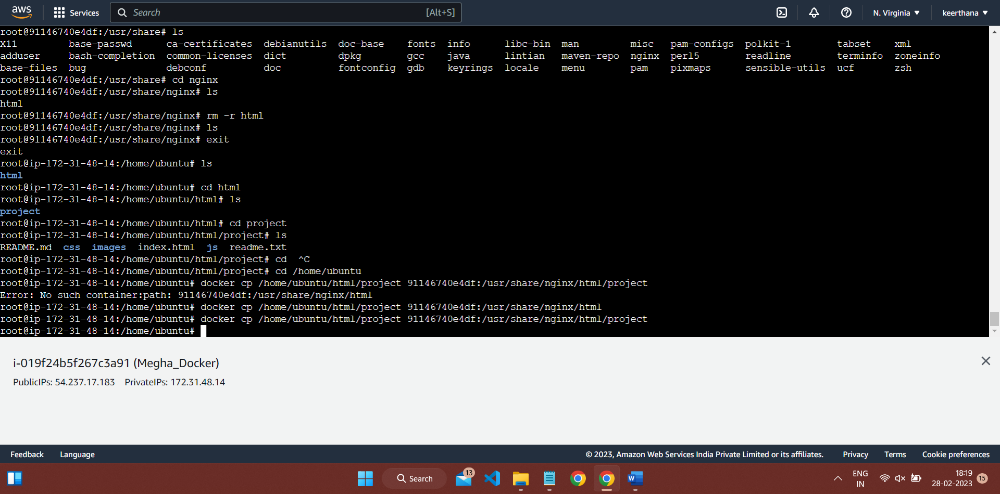 aws Services Search [Alt+S] N. Virginia keerthana
root@91146740e4df:/usr/share# ls
X11 base-passwd ca-certificates debianutils doc-base fonts info libc-bin man misc pam-configs polkit-1 tabset xml
adduser bash-completion common-licenses dict dpkg gcc java lintian maven-repo nginx perl5 readline terminfo zoneinfo
base-files bug debconf doc fontconfig gdb keyrings locale menu pam pixmaps sensible-utils ucf zsh
root@91146740e4df:/usr/share# cd nginx
root@91146740e4df:/usr/share/nginx# ls
html
root@91146740e4df:/usr/share/nginx# rm -r html
root@91146740e4df:/usr/share/nginx# ls
root@91146740e4df:/usr/share/nginx# exit
exit
root@ip-172-31-48-14:/home/ubuntu# ls
html
root@ip-172-31-48-14:/home/ubuntu# cd html
root@ip-172-31-48-14:/home/ubuntu/html# ls
project
root@ip-172-31-48-14:/home/ubuntu/html# cd project
root@ip-172-31-48-14:/home/ubuntu/html/project# ls
README.md css images index.html js readme.txt
root@ip-172-31-48-14:/home/ubuntu/html/project# cd ^C
root@ip-172-31-48-14:/home/ubuntu/html/project# cd /home/ubuntu
root@ip-172-31-48-14:/home/ubuntu# docker cp /home/ubuntu/html/project 91146740e4df:/usr/share/nginx/html/project
Error: No such container:path: 91146740e4df:/usr/share/nginx/html
root@ip-172-31-48-14:/home/ubuntu# docker cp /home/ubuntu/html/project 91146740e4df:/usr/share/nginx/html
root@ip-172-31-48-14:/home/ubuntu# docker cp /home/ubuntu/html/project 91146740e4df:/usr/share/nginx/html/project
root@ip-172-31-48-14:/home/ubuntu#
i-019f24b5f267c3a91 (Megha_Docker)
PublicIPs: 54.237.17.183 PrivateIPs: 172.31.48.14
Feedback Language © 2023, Amazon Web Services India Private Limited or its affiliates. Privacy Terms Cookie preferences
Search 13 W ENG 18:19
IN 28-02-2023 15